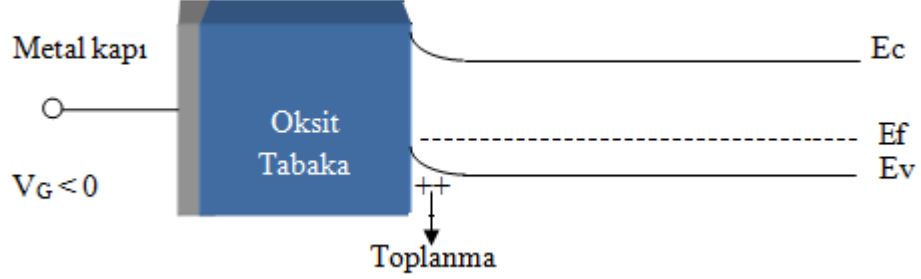 Metal kapı
Ec
Oksit
Tabaka
Ef
Ev
VG < 0
++
Toplanma